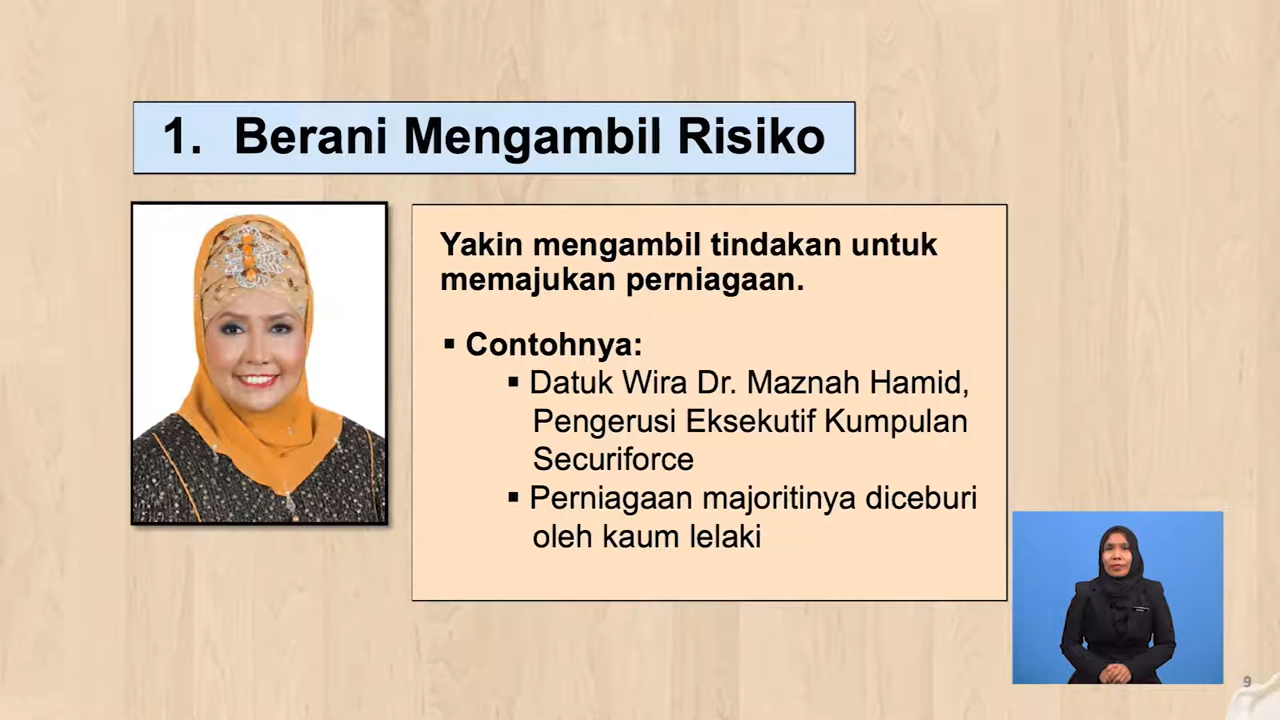 1. Berani Mengambil Risiko
Yakin mengambil tindakan untuk
memajukan perniagaan.
▪ Contohnya:
▪ Datuk Wira Dr. Maznah Hamid,
Pengerusi Eksekutif Kumpulan
Securiforce
▪ Perniagaan majoritinya diceburi
oleh kaum lelaki
9